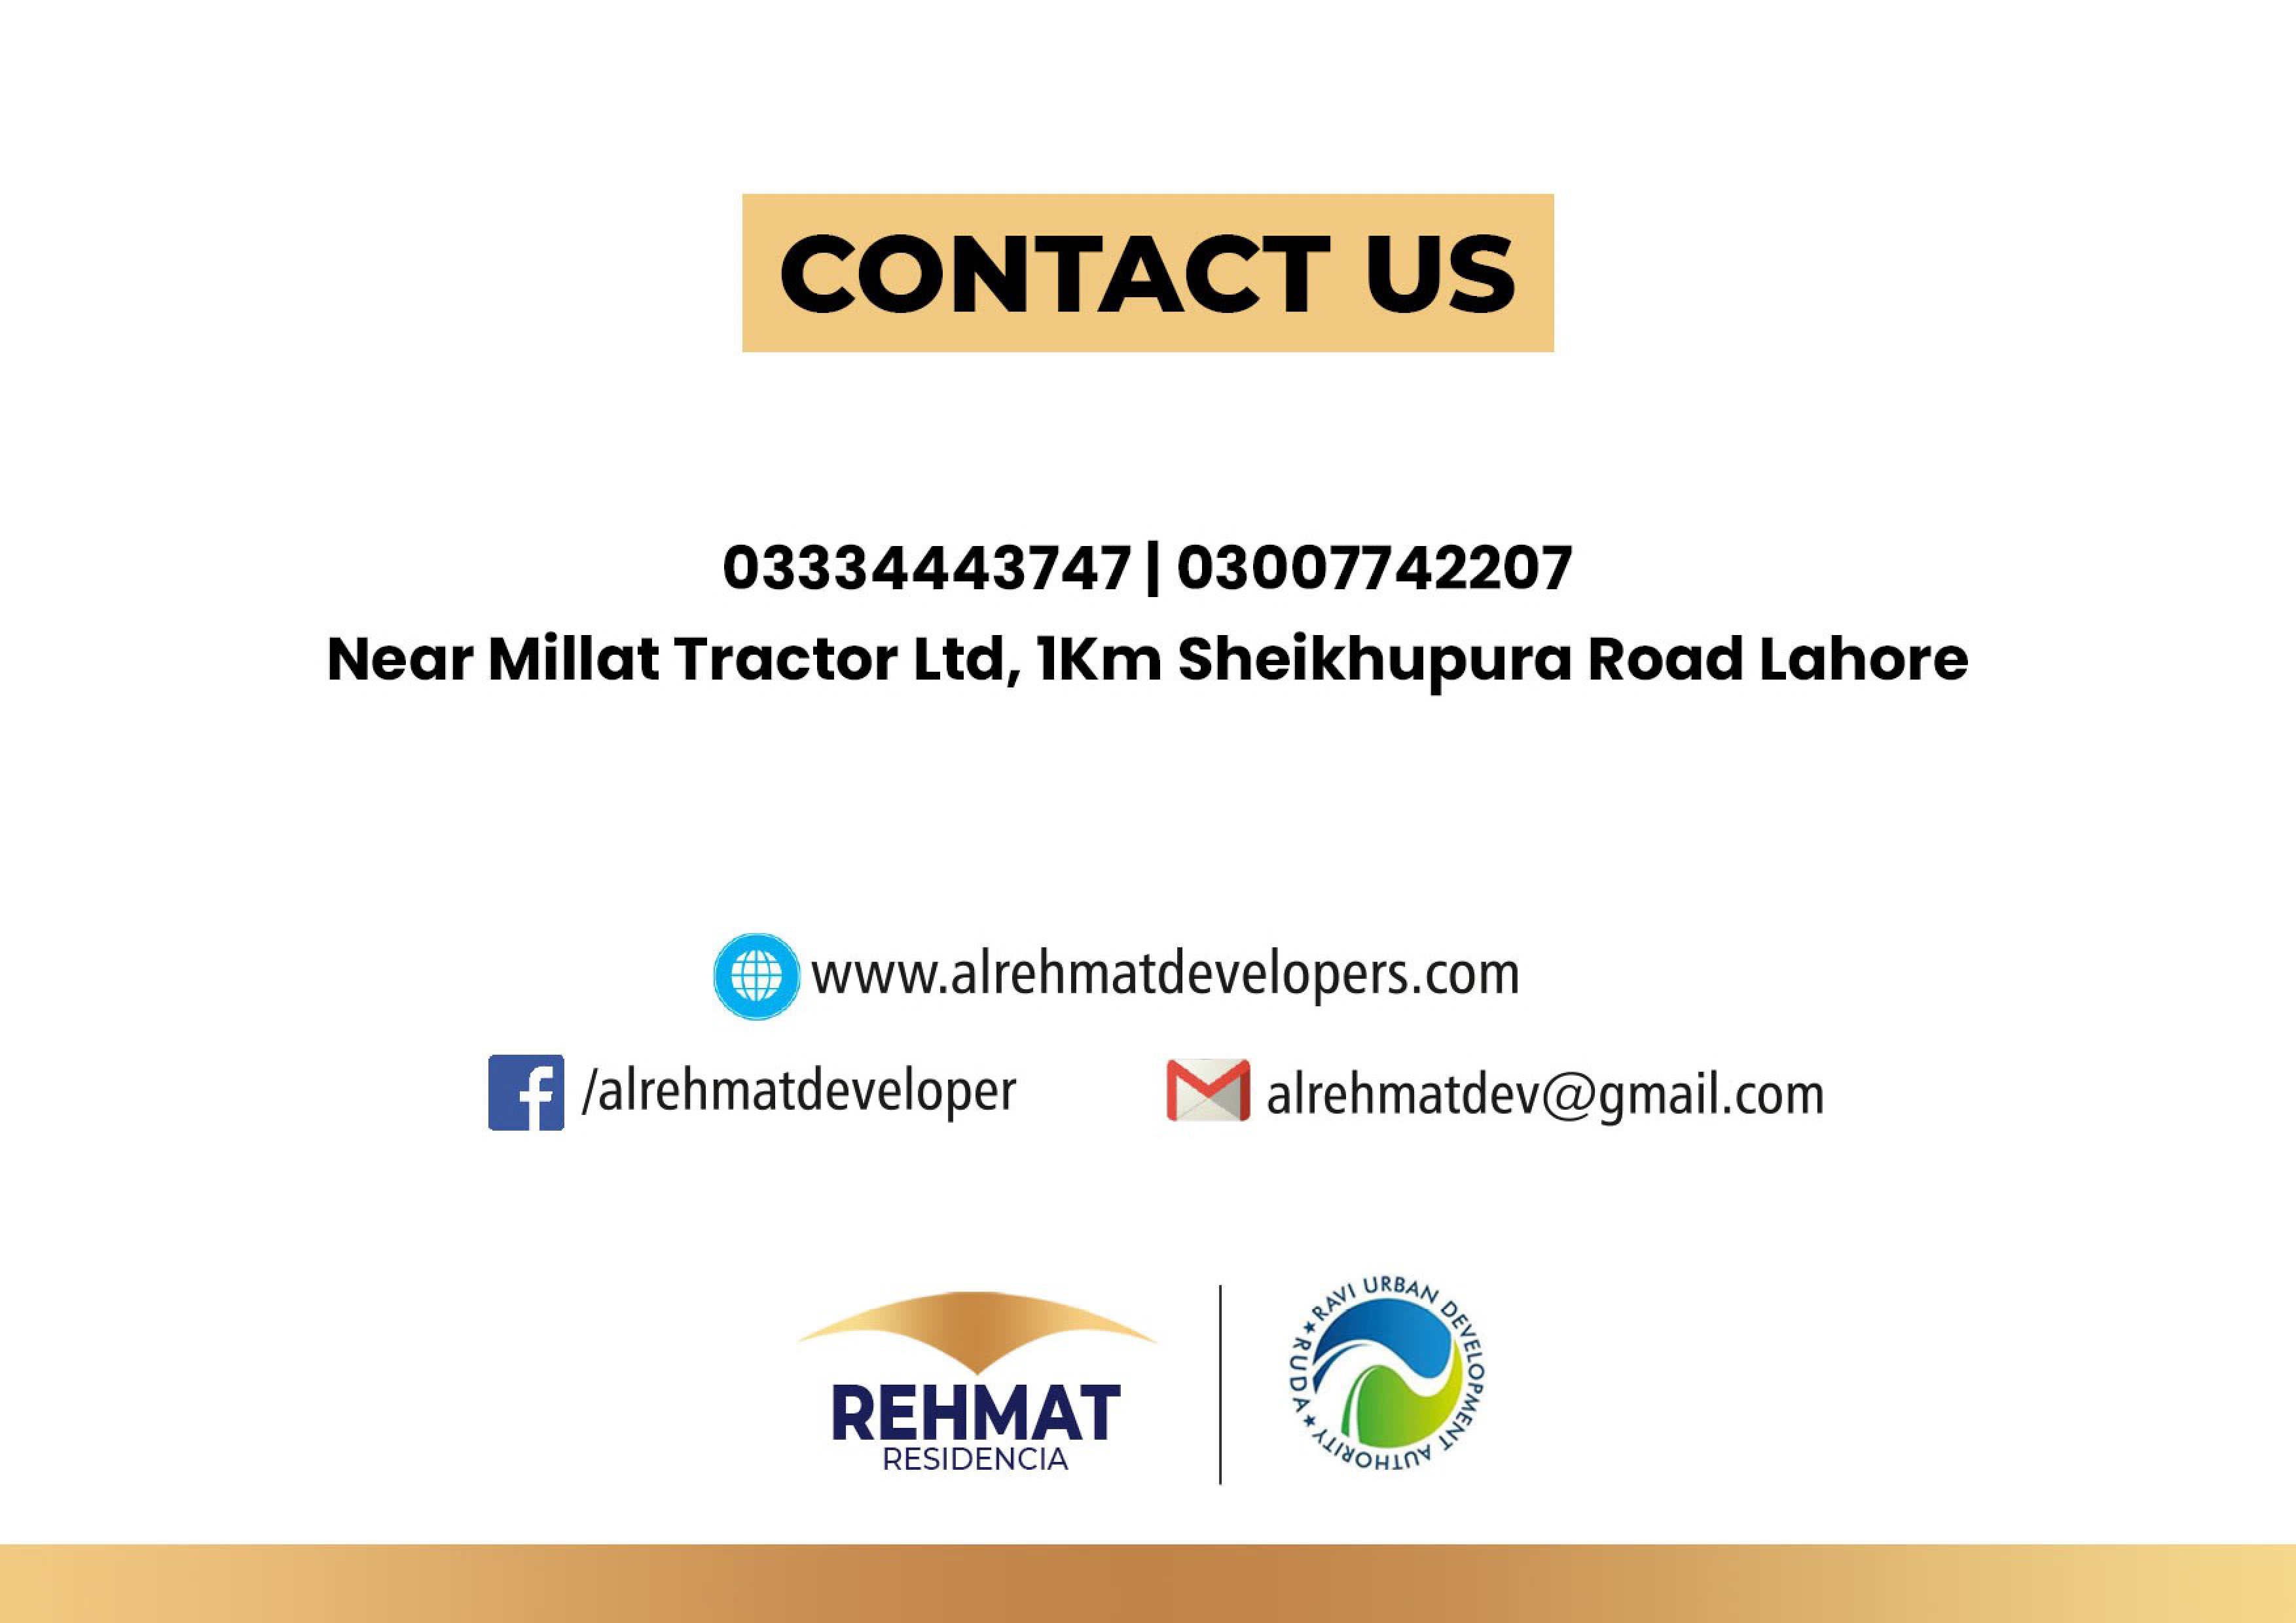 CONTACT US
03334443747 | 03007742207
Near Millat Tractor Ltd, 1Km Sheikhupura Road Lahore
www.alrehmatdevelopers.com
/alrehmatdeveloper
alrehmatdev@gmail.com
REHMAT
RESIDENCIA
★ RAVI URBAN DEVELOPMENT AUTHORITY ★ RUDA